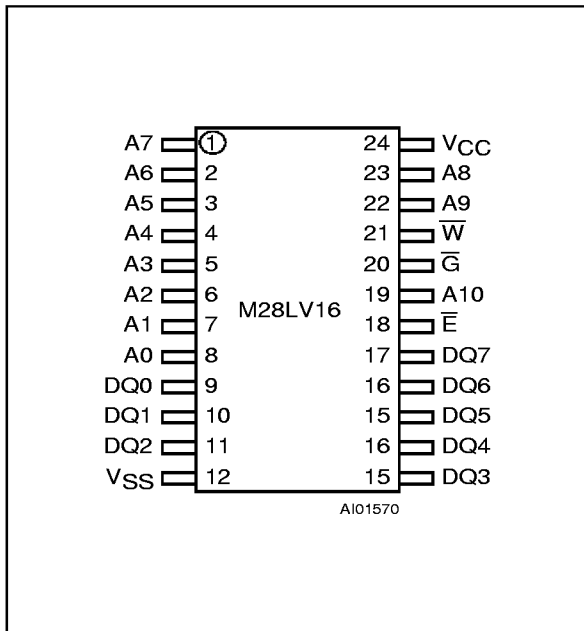 A7 1 24 VCC
A6 2 23 A8
A5 3 22 A9
A4 4 21 W̅
A3 5 20 G̅
A2 6 19 A10
M28LV16
A1 7 18 E̅
A0 8 17 DQ7
DQ0 9 16 DQ6
DQ1 10 15 DQ5
DQ2 11 16 DQ4
VSS 12 15 DQ3
AI01570